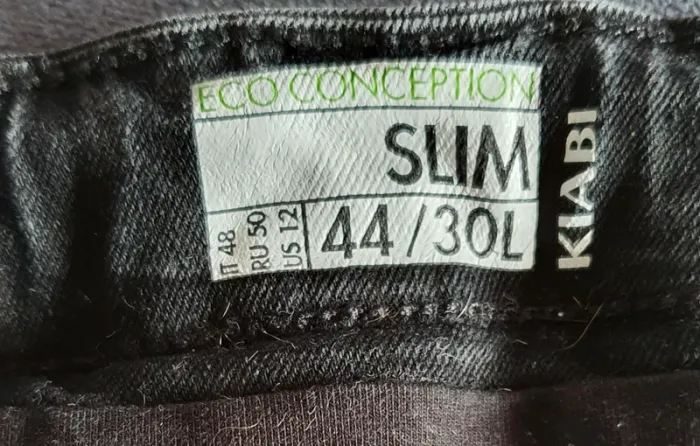 ECO CONCEPTION
SLIM
IT 48
RU 50
US 12
44/30L
KIABI